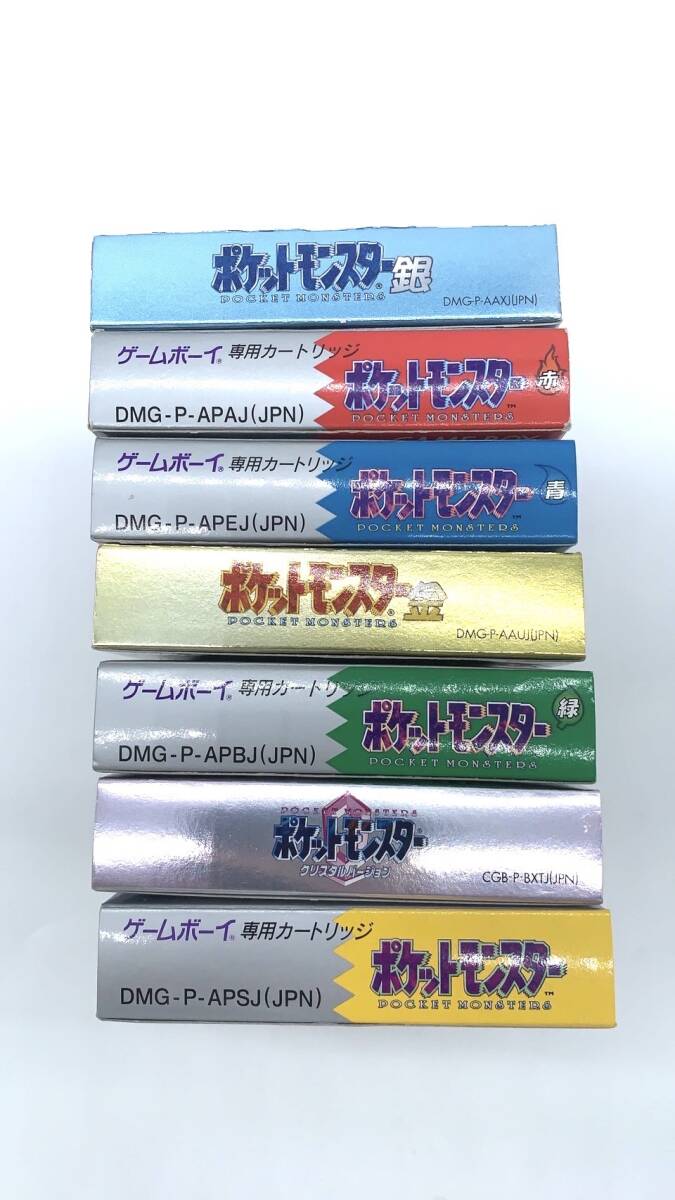 ポケットモンスター銀
POCKET MONSTERS
DMG-P-AAXJ(JPN)
ゲームボーイ® 専用カートリッジ
ポケットモンスター 赤
POCKET MONSTERS™
DMG-P-APAJ(JPN)
ゲームボーイ® 専用カートリッジ
ポケットモンスター 青
POCKET MONSTERS
DMG-P-APEJ(JPN)
ポケットモンスター金
POCKET MONSTERS®
DMG-P-AAUJ(JPN)
ゲームボーイ® 専用カートリッジ
ポケットモンスター 緑
POCKET MONSTERS
DMG-P-APBJ(JPN)
POCKET MONSTERS
ポケットモンスター
クリスタルバージョン
CGB-P-BXTJ(JPN)
ゲームボーイ® 専用カートリッジ
ポケットモンスター
POCKET MONSTERS™
DMG-P-APSJ(JPN)